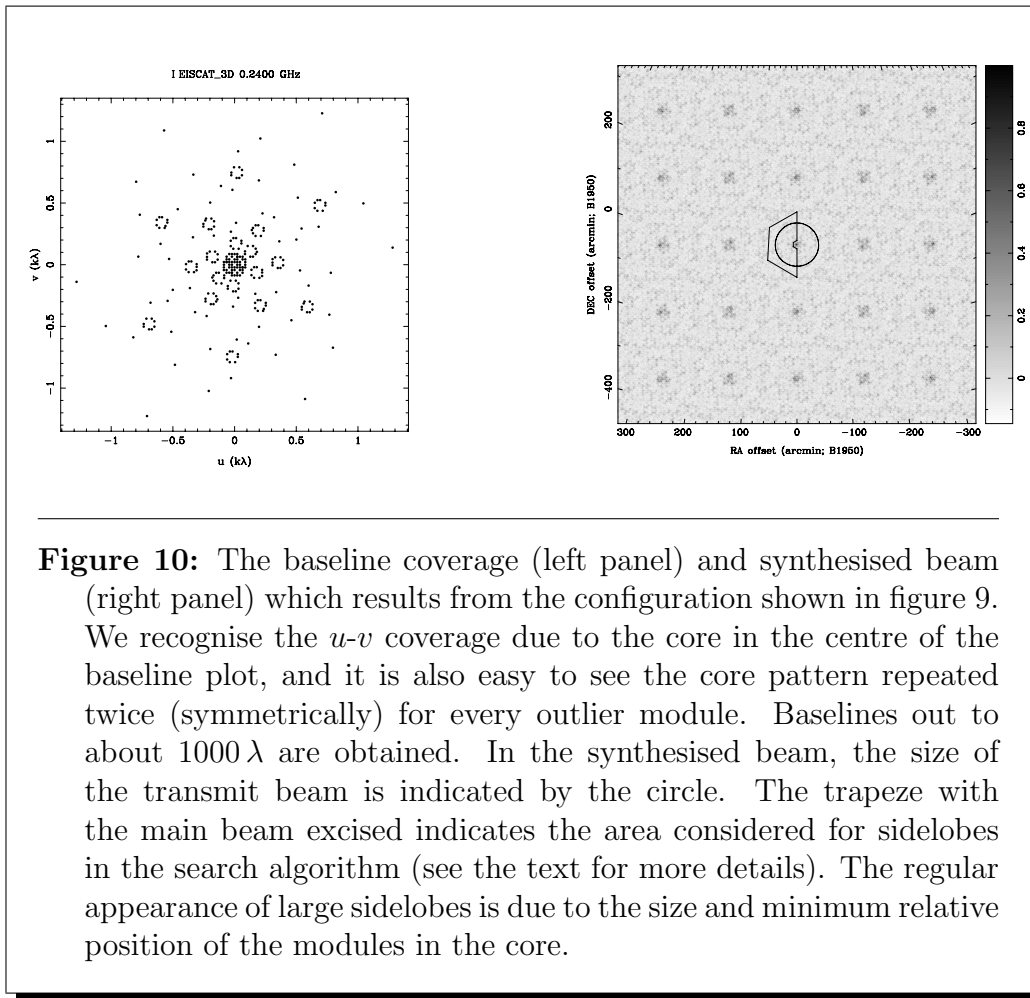 I EISCAT_3D 0.2400 GHz
v (kλ)
1
0.5
0
−0.5
−1
−1 −0.5 0 0.5 1
u (kλ)
DEC offset (arcmin; B1950)
200
0
−200
−400
300 200 100 0 −100 −200 −300
RA offset (arcmin; B1950)
0.8
0.6
0.4
0.2
0
Figure 10: The baseline coverage (left panel) and synthesised beam
(right panel) which results from the configuration shown in figure 9.
We recognise the u-v coverage due to the core in the centre of the
baseline plot, and it is also easy to see the core pattern repeated
twice (symmetrically) for every outlier module. Baselines out to
about 1000 λ are obtained. In the synthesised beam, the size of
the transmit beam is indicated by the circle. The trapeze with
the main beam excised indicates the area considered for sidelobes
in the search algorithm (see the text for more details). The regular
appearance of large sidelobes is due to the size and minimum relative
position of the modules in the core.